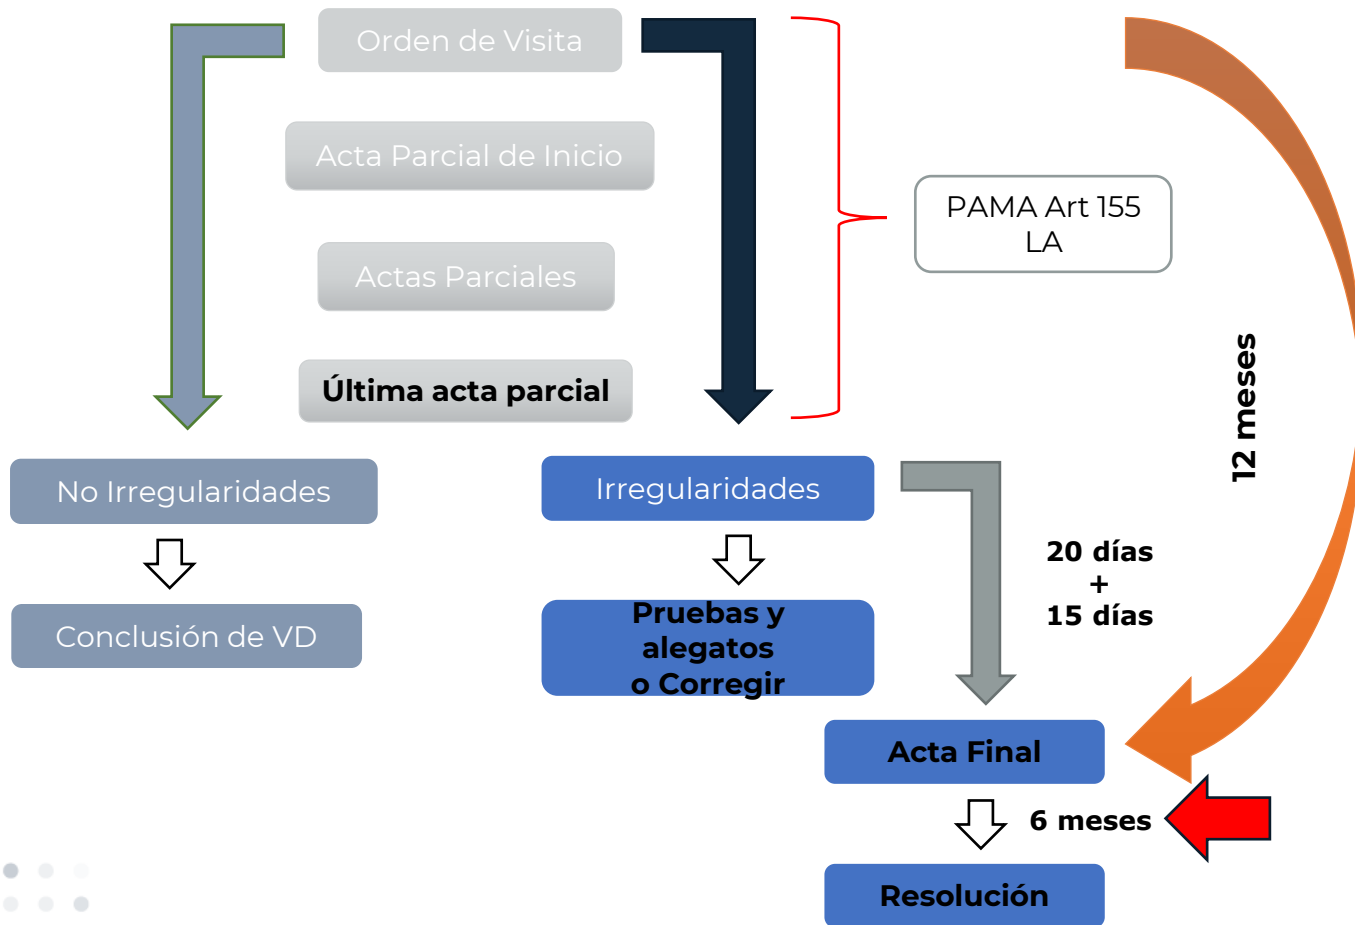 Orden de Visita
Acta Parcial de Inicio
PAMA Art 155
LA
Actas Parciales
Última acta parcial
12 meses
No Irregularidades
Irregularidades
20 días
+
15 días
Conclusión de VD
Pruebas y
alegatos
o Corregir
Acta Final
6 meses
Resolución